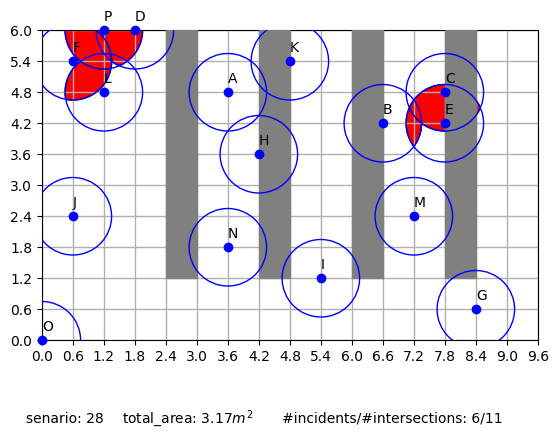 P D
6.0
F K
5.4
L A C
4.8
B E
4.2
H
3.6
3.0
J M
2.4
N
1.8
I
1.2
G
0.6
O
0.0
0.0 0.6 1.2 1.8 2.4 3.0 3.6 4.2 4.8 5.4 6.0 6.6 7.2 7.8 8.4 9.0 9.6
senario: 28 total_area: 3.17m² #incidents/#intersections: 6/11